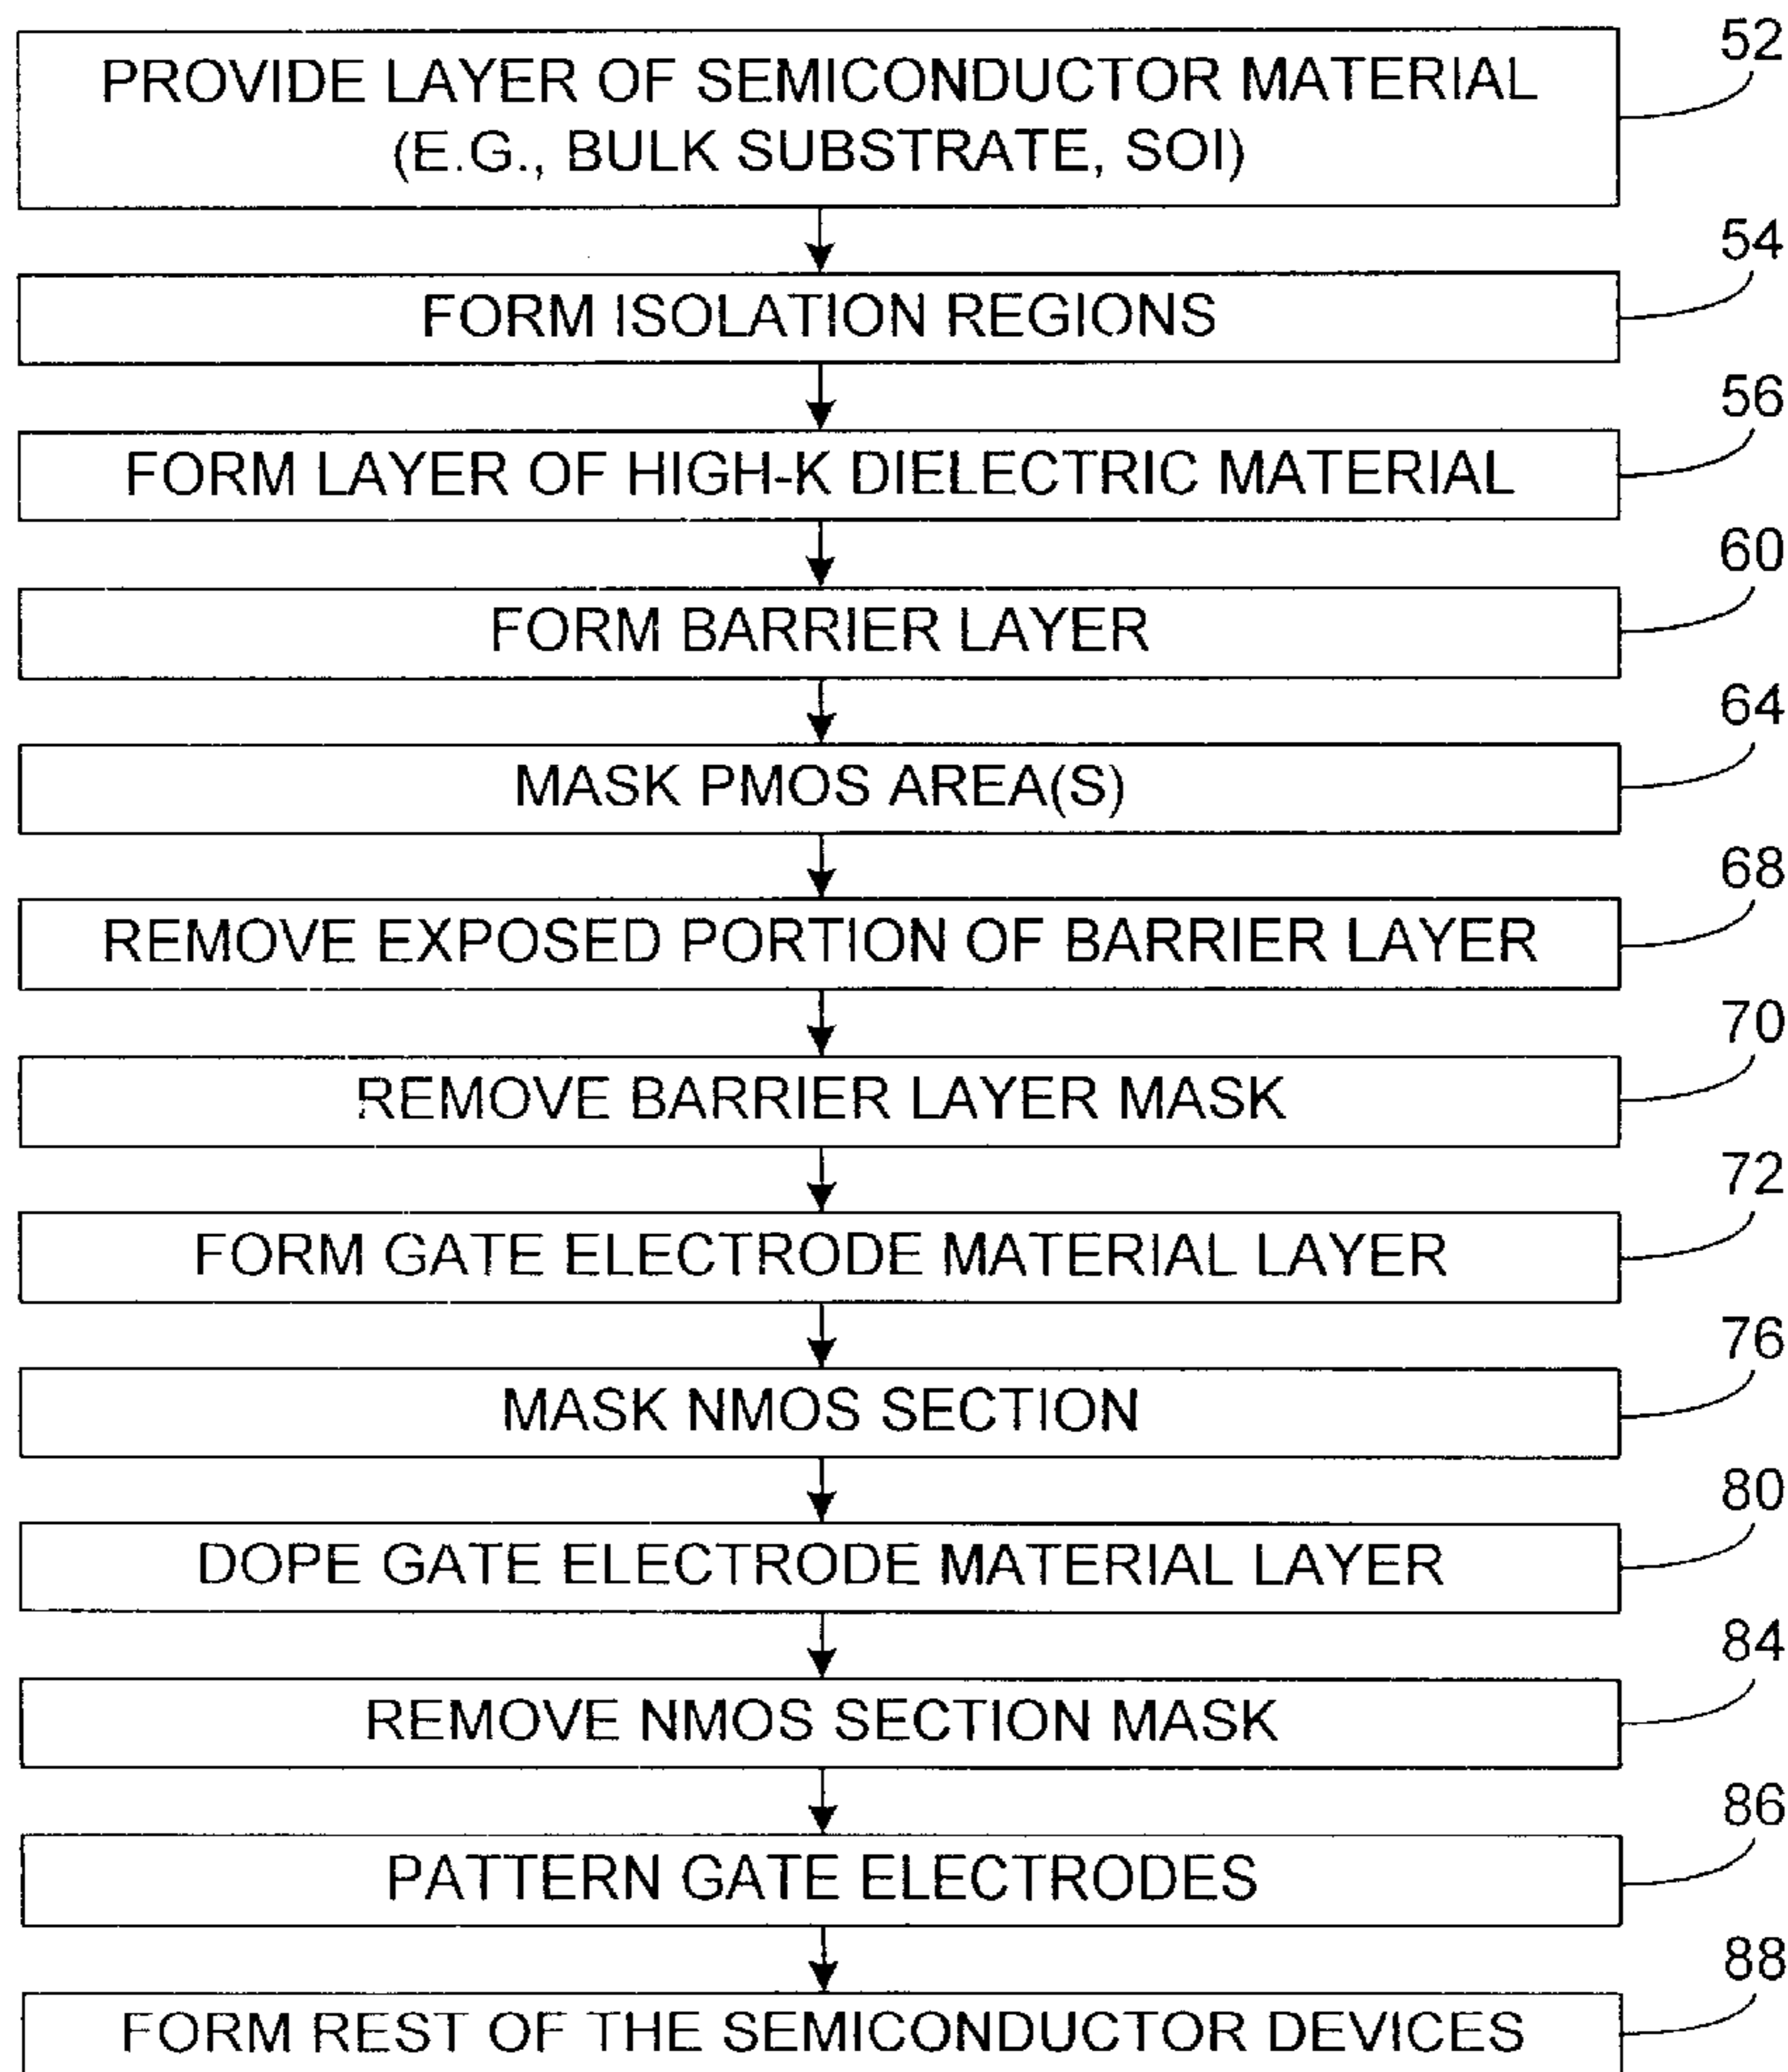 52
PROVIDE LAYER OF SEMICONDUCTOR MATERIAL
(E.G., BULK SUBSTRATE, SOI)
54
FORM ISOLATION REGIONS
56
FORM LAYER OF HIGH-K DIELECTRIC MATERIAL
60
FORM BARRIER LAYER
64
MASK PMOS AREA(S)
68
REMOVE EXPOSED PORTION OF BARRIER LAYER
70
REMOVE BARRIER LAYER MASK
72
FORM GATE ELECTRODE MATERIAL LAYER
76
MASK NMOS SECTION
80
DOPE GATE ELECTRODE MATERIAL LAYER
84
REMOVE NMOS SECTION MASK
86
PATTERN GATE ELECTRODES
88
FORM REST OF THE SEMICONDUCTOR DEVICES